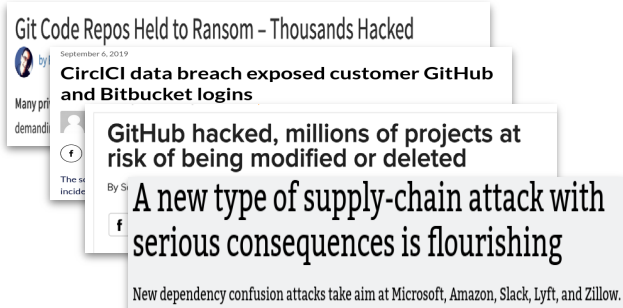 Git Code Repos Held to Ransom – Thousands Hacked
by
September 6, 2019
CirclCI data breach exposed customer GitHub
and Bitbucket logins
Many pri
demandi
f
The se
incide
GitHub hacked, millions of projects at
risk of being modified or deleted
By Se
f
A new type of supply-chain attack with
serious consequences is flourishing
New dependency confusion attacks take aim at Microsoft, Amazon, Slack, Lyft, and Zillow.